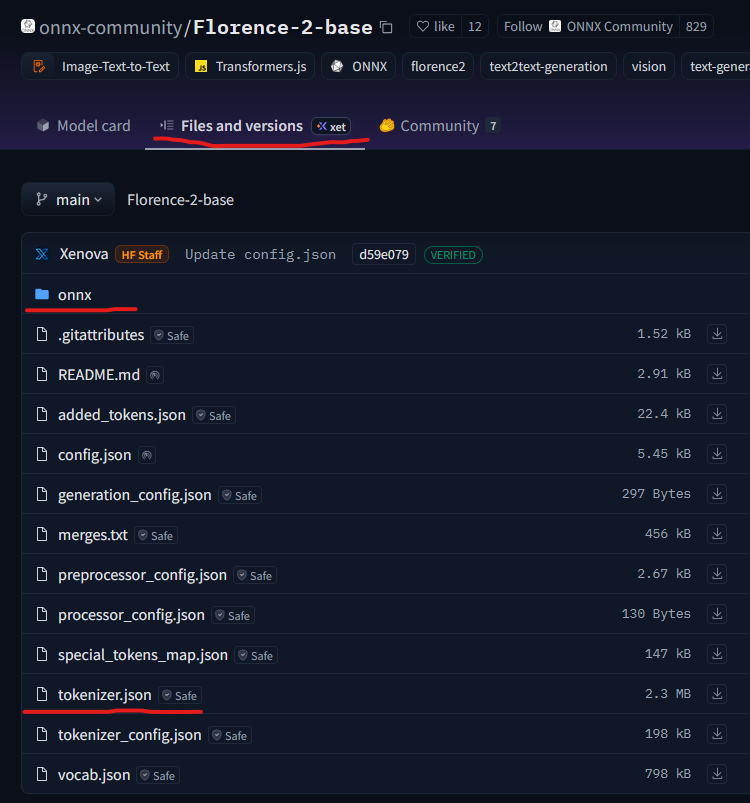 onnx-community/Florence-2-base like 12 Follow ONNX Community 829
Image-Text-to-Text Transformers.js ONNX florence2 text2text-generation vision text-gener
Model card Files and versions xet Community 7
main Florence-2-base
Xenova HF Staff Update config.json d59e079 VERIFIED
onnx
.gitattributes Safe 1.52 kB
README.md 2.91 kB
added_tokens.json Safe 22.4 kB
config.json 5.45 kB
generation_config.json Safe 297 Bytes
merges.txt Safe 456 kB
preprocessor_config.json Safe 2.67 kB
processor_config.json Safe 130 Bytes
special_tokens_map.json Safe 147 kB
tokenizer.json Safe 2.3 MB
tokenizer_config.json Safe 198 kB
vocab.json Safe 798 kB